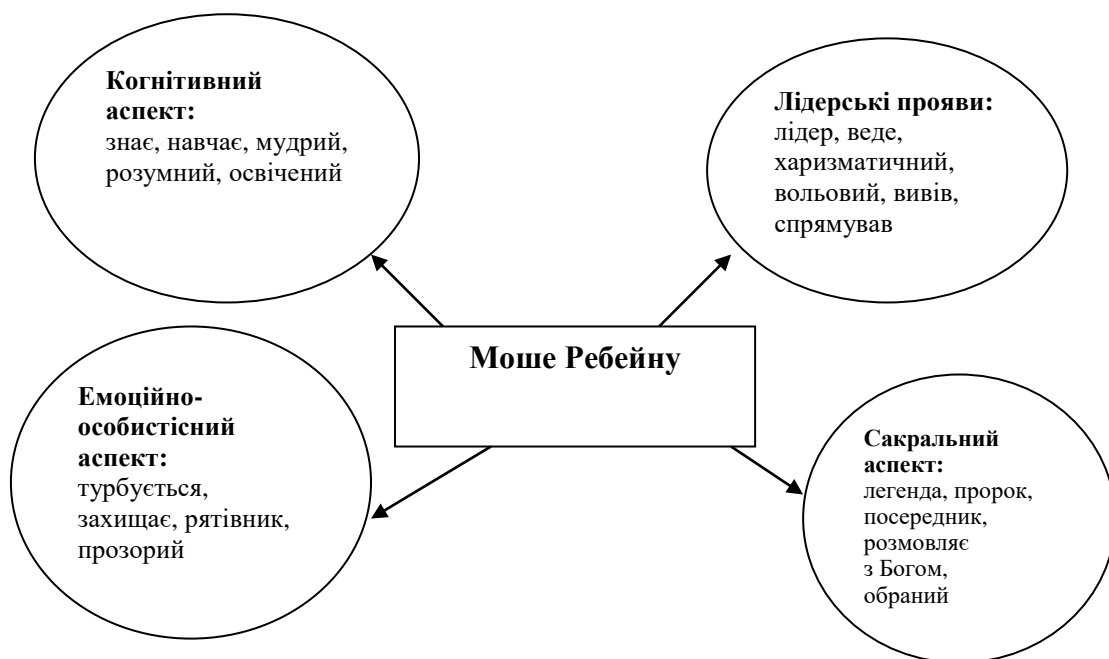 Когнітивний
аспект:
знає, навчає, мудрий,
розумний, освічений
Лідерські прояви:
лідер, веде,
харизматичний,
вольовий, вивів,
спрямував
Моше Ребейну
Емоційно-
особистісний
аспект:
турбується,
захищає, рятівник,
прозорий
Сакральний
аспект:
легенда, пророк,
посередник,
розмовляє
з Богом,
обраний